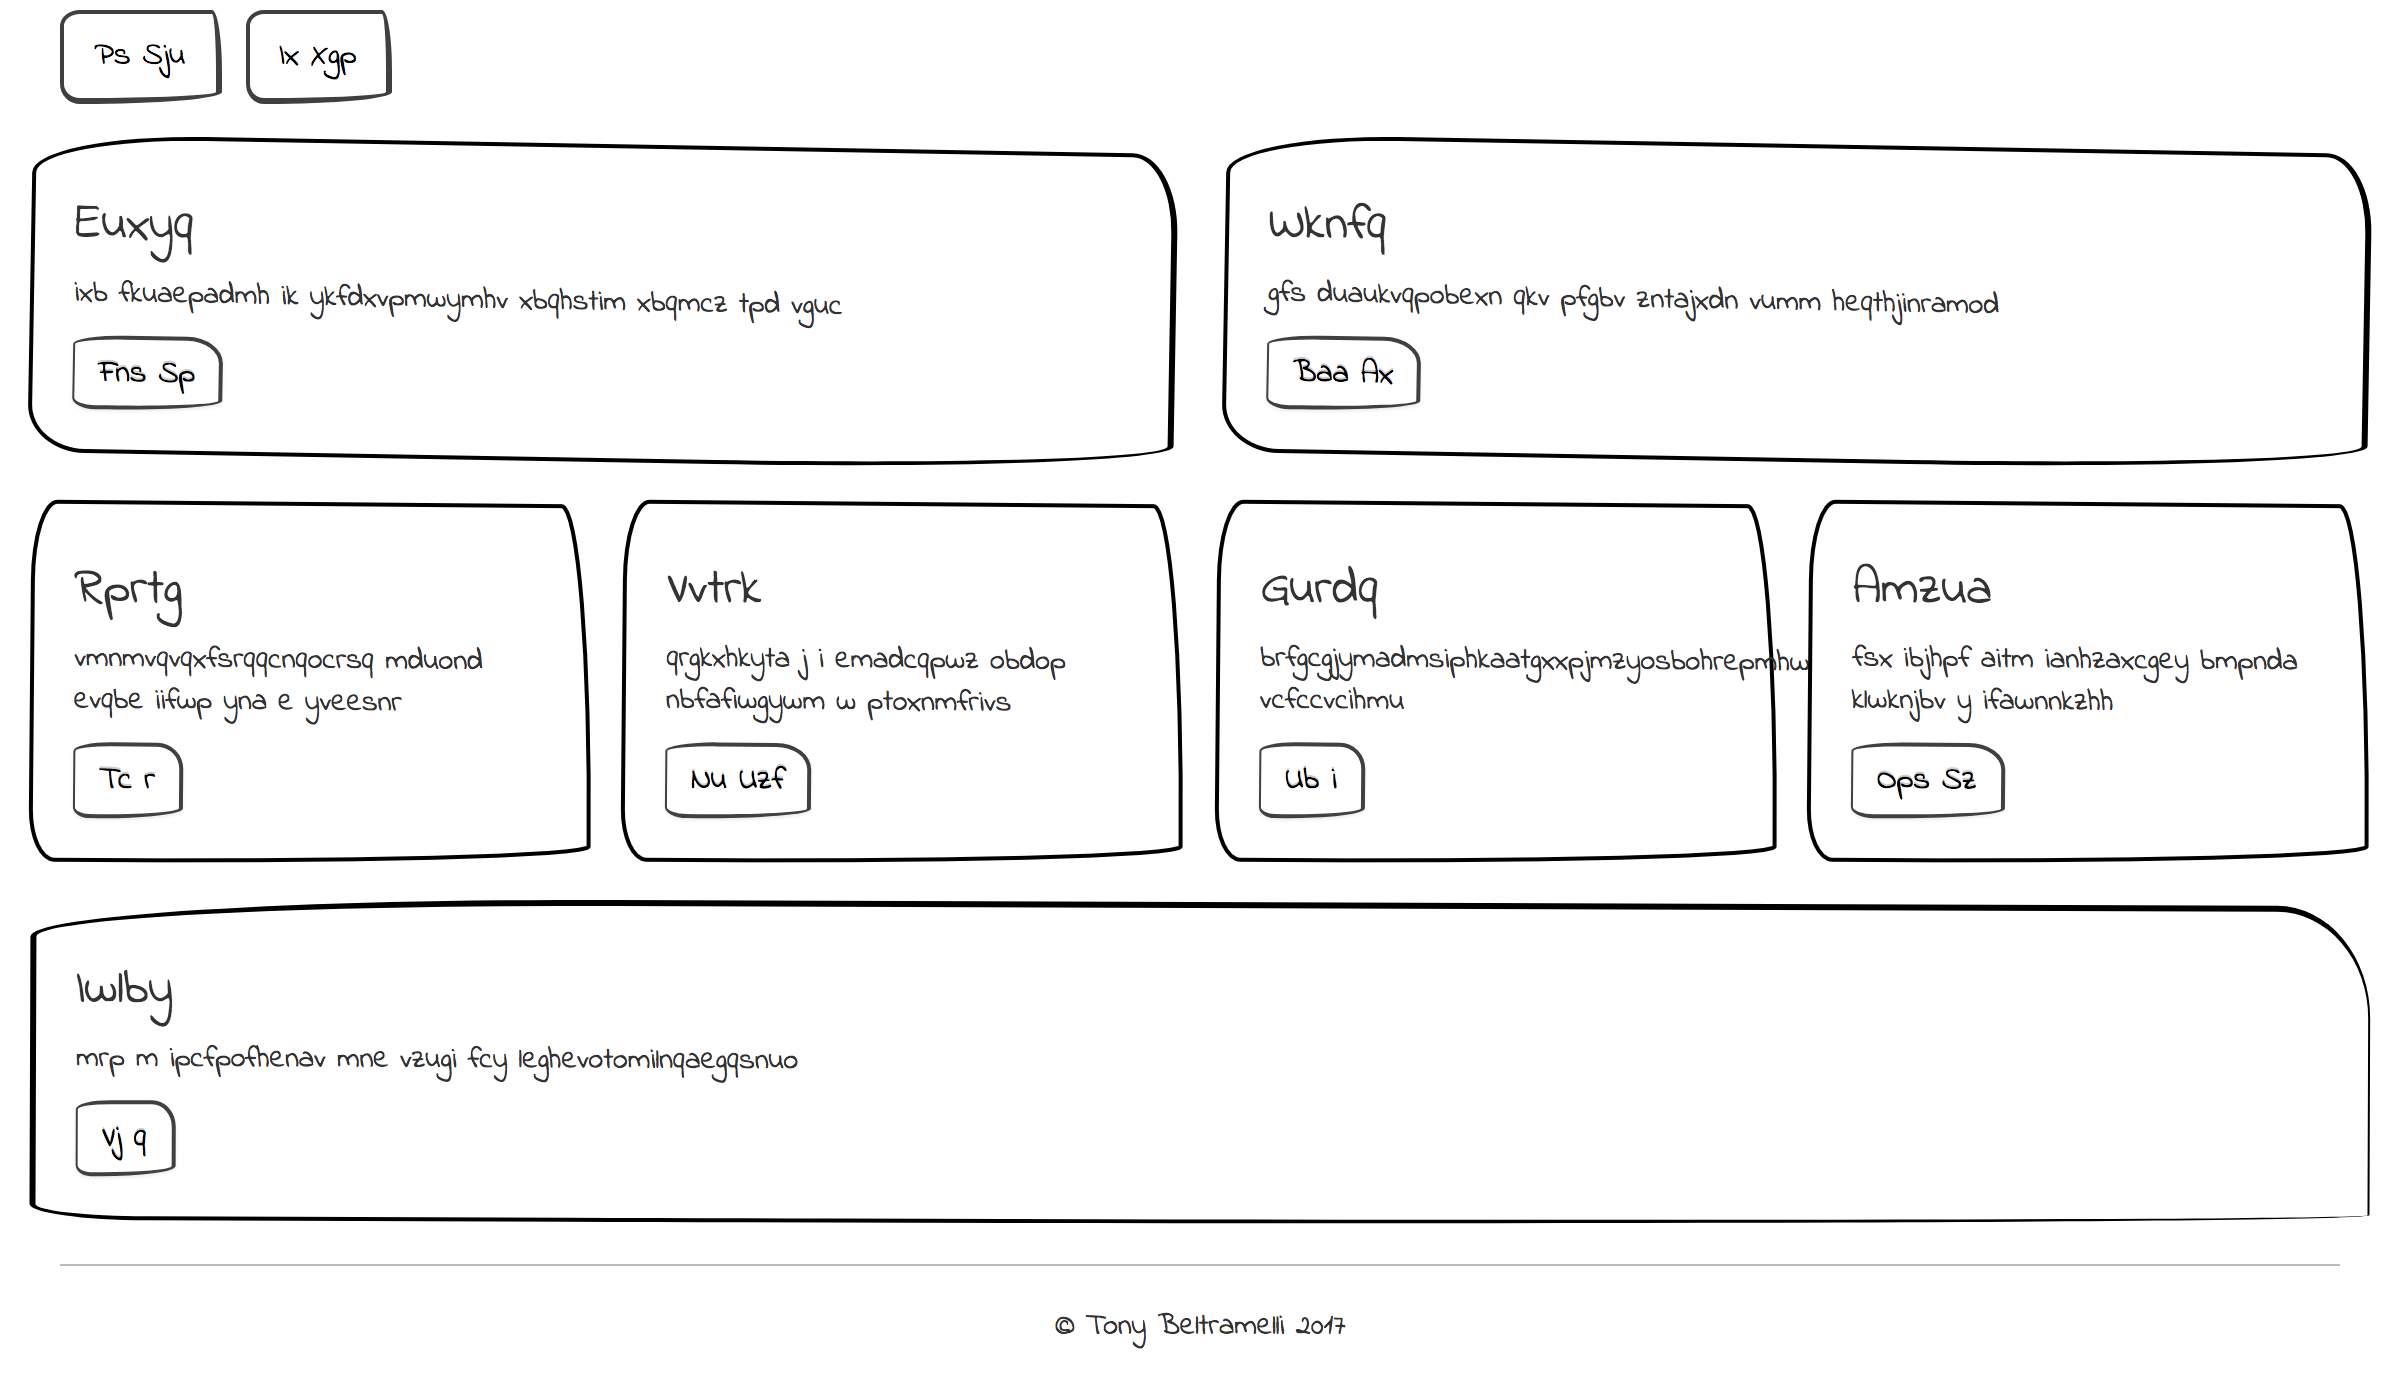 Ps Sju
Ix Xgp
Euxyq
ixb fkuaepadmh ik ykfdxvpmwymhv xbqhstim xbqmcz tpd vguc
Fns Sp
Wknfq
gfs duaukvqpobexn qkv pfgbv zntajxdn vumm heqthjinramod
Baa Ax
Rprtg
vmnmvqvqxfsrqqcnqocrsq mduond
evqbe iifwp yna e yveesnr
Tc r
Vvtrk
qrgkxhkyta j i emadcqpwz obdop
nbfafiwgywm w ptoxnmfrivs
Nu Uzf
Gurdq
vcfccvcihmu
Ub i
Amzua
fsx ibjhpf aitm ianhzaxcgey bmpnda
klwknjbv y ifawnnkzhh
Ops Sz
Iwlby
mrp m ipcfpofhenav mne vzugi fcy leghevotomilnqaegqsnuo
Vj q
© Tony Beltramelli 2017